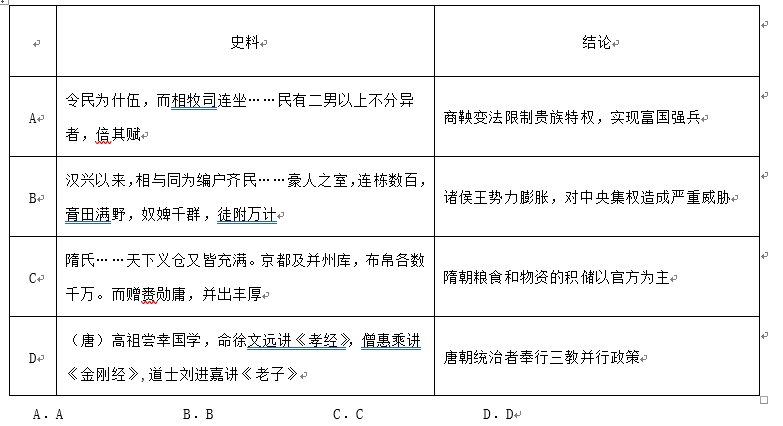 史料
结论
A
令民为什伍，而相牧司连坐……民有二男以上不分异
者，倍其赋
商鞅变法限制贵族特权，实现富国强兵
B
汉兴以来，相与同为编户齐民……豪人之室，连栋数百，
膏田满野，奴婢千群，徒附万计
诸侯王势力膨胀，对中央集权造成严重威胁
C
隋氏……天下义仓又皆充满。京都及并州库，布帛各数
千万。而赠赉勋庸，并出丰厚
隋朝粮食和物资的积储以官方为主
D
（唐）高祖尝幸国学，命徐文远讲《孝经》，僧惠乘讲
《金刚经》，道士刘进嘉讲《老子》
唐朝统治者奉行三教并行政策
A．A B．B C．C D．D